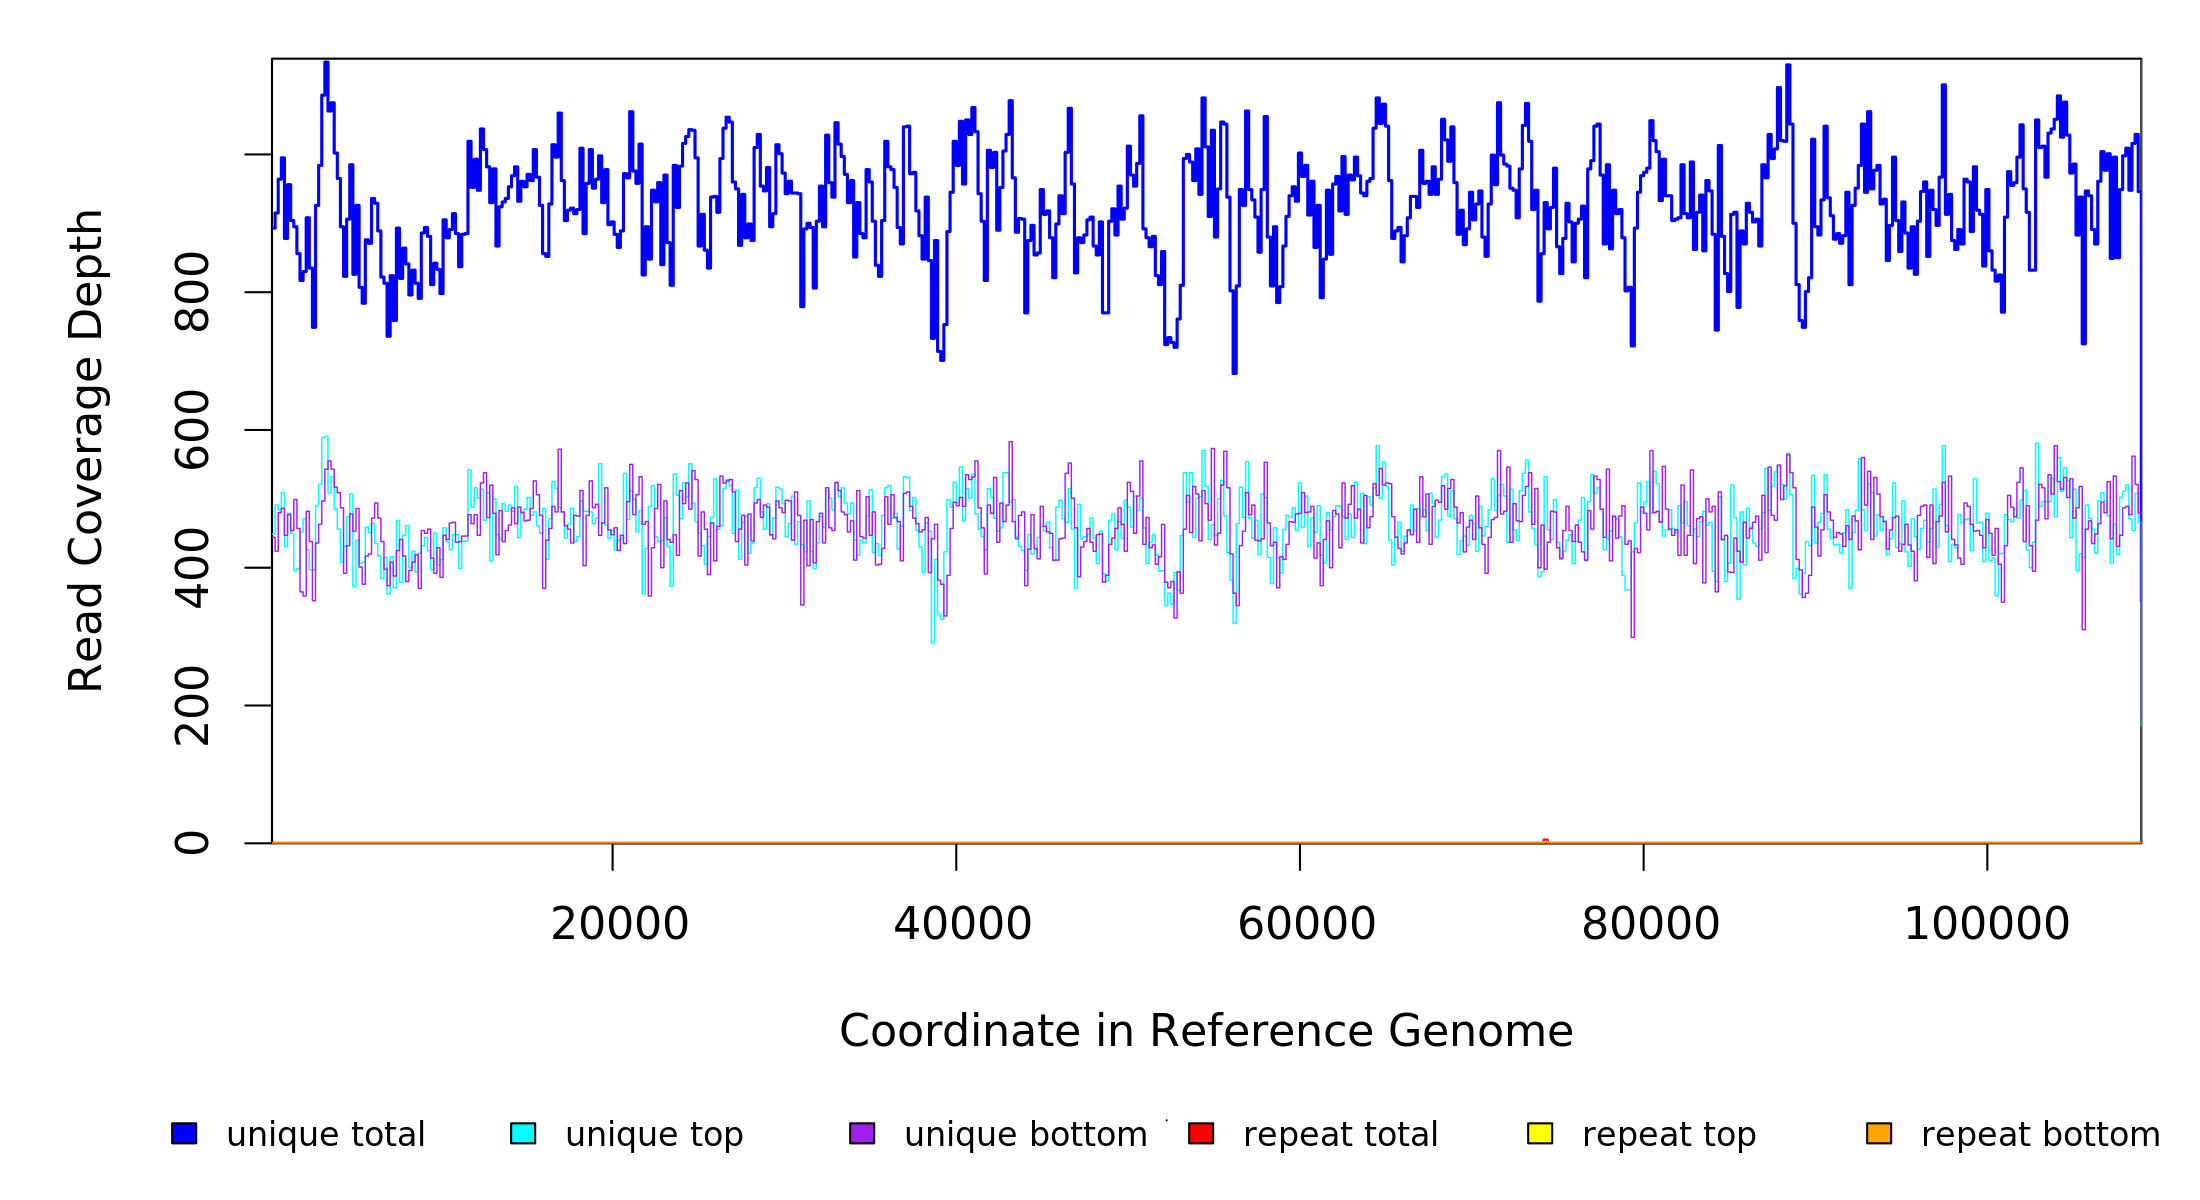 Read Coverage Depth
800
600
400
200
0
20000 40000 60000 80000 100000
Coordinate in Reference Genome
unique total unique top unique bottom repeat total repeat top repeat bottom